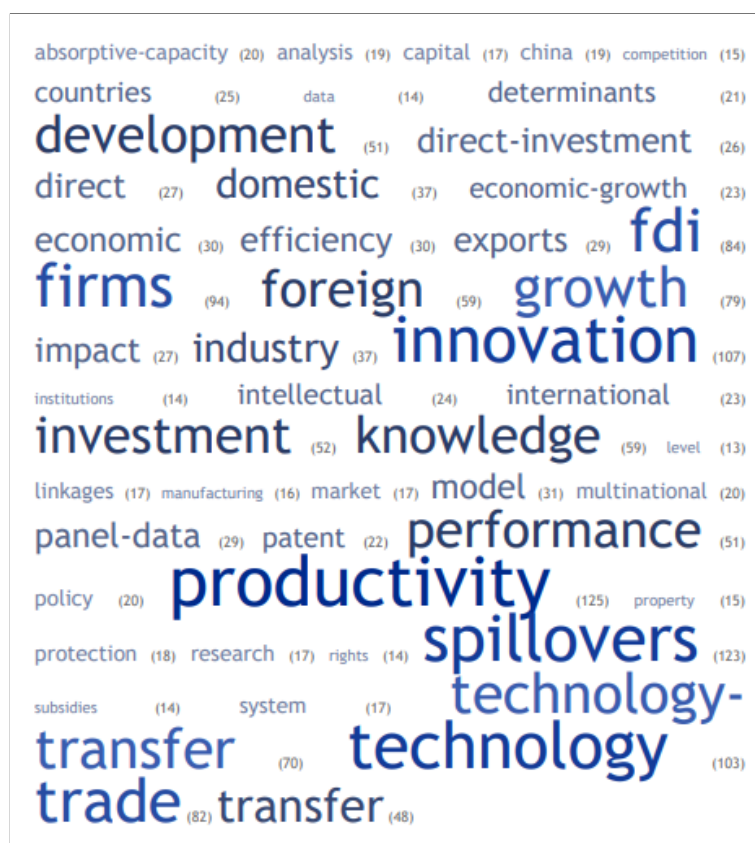 absorptive-capacity (20) analysis (19) capital (17) china (19) competition (15)
countries (25) data (14) determinants (21)
development (51) direct-investment (26)
direct (27) domestic (37) economic-growth (23)
economic (30) efficiency (30) exports (29) fdi (84)
firms (94) foreign (59) growth (79)
impact (27) industry (37) innovation (107)
institutions (14) intellectual (24) international (23)
investment (52) knowledge (59) level (13)
linkages (17) manufacturing (16) market (17) model (31) multinational (20)
panel-data (29) patent (22) performance (51)
policy (20) productivity (125) property (15)
protection (18) research (17) rights (14) spillovers (123)
subsidies (14) system (17) technology-
transfer (70) technology (103)
trade (82) transfer (48)